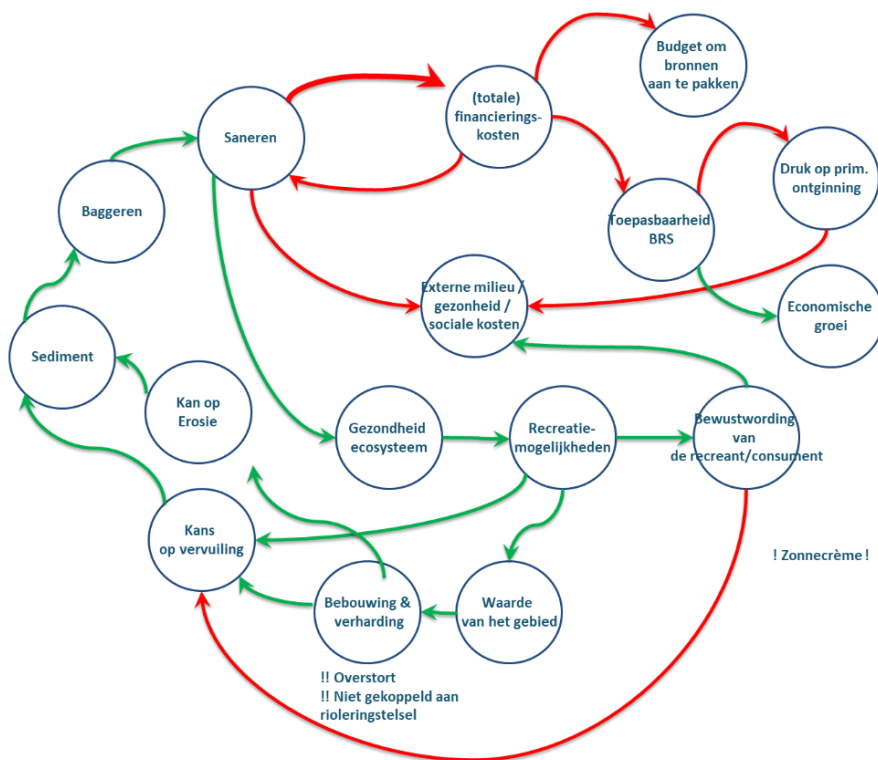 Budget om
bronnen
aan te pakken
(totale)
financierings-
kosten
Saneren
Druk op prim.
ontginning
Baggeren
Toepasbaarheid
BRS
Externe milieu /
gezonheid /
sociale kosten
Economische
groei
Sediment
Kan op
Erosie
Gezondheid
ecosysteem
Recreatie-
mogelijkheden
Bewustwording
van
de recreant/consument
Kans
op vervuiling
! Zonnecrème !
Bebouwing &
verharding
Waarde
van het gebied
!! Overstort
!! Niet gekoppeld aan
rioleringstelsel